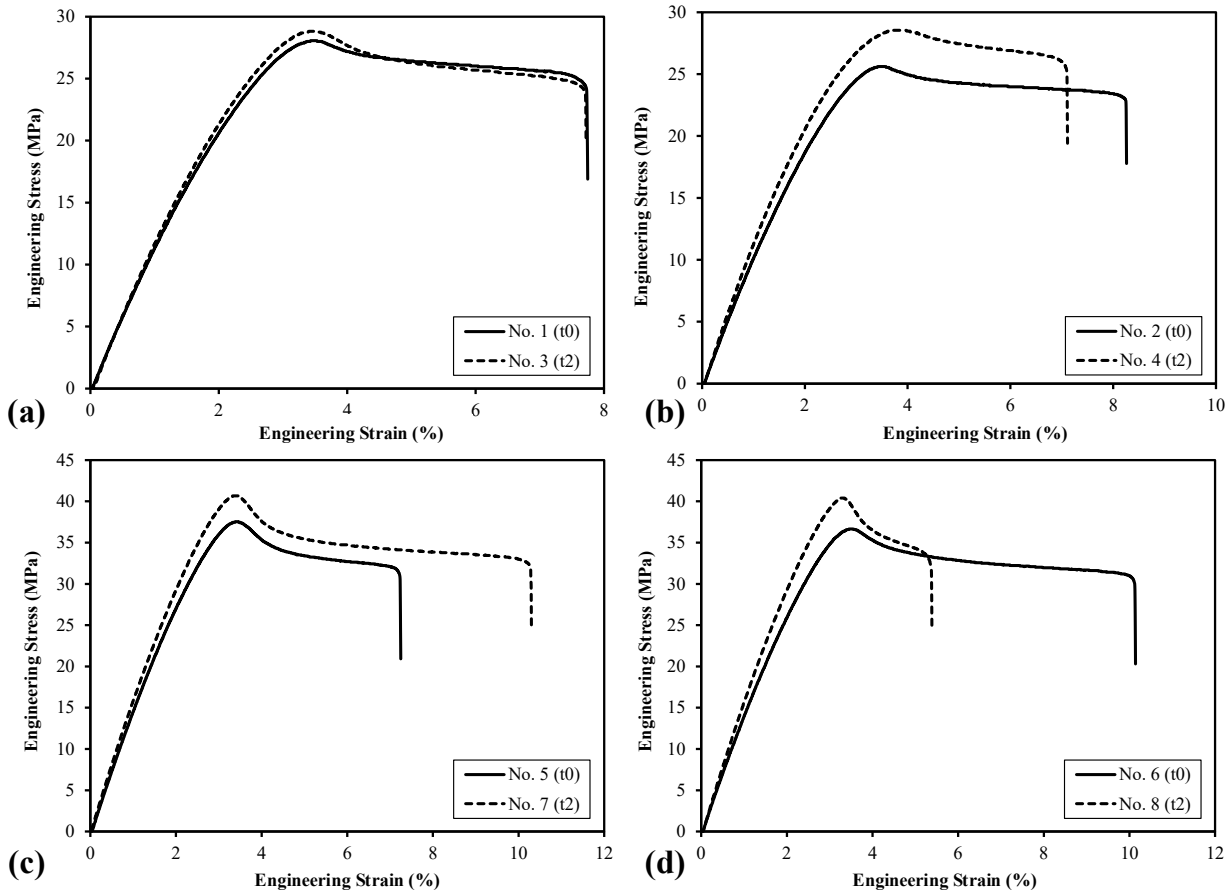 30
25
20
15
10
5
0
0 2 4 6 8
Engineering Stress (MPa)
Engineering Strain (%)
No. 1 (t0)
No. 3 (t2)
(a)
30
25
20
15
10
5
0
0 2 4 6 8 10
Engineering Stress (MPa)
Engineering Strain (%)
No. 2 (t0)
No. 4 (t2)
(b)
45
40
35
30
25
20
15
10
5
0
0 2 4 6 8 10 12
Engineering Stress (MPa)
Engineering Strain (%)
No. 5 (t0)
No. 7 (t2)
(c)
45
40
35
30
25
20
15
10
5
0
0 2 4 6 8 10 12
Engineering Stress (MPa)
Engineering Strain (%)
No. 6 (t0)
No. 8 (t2)
(d)